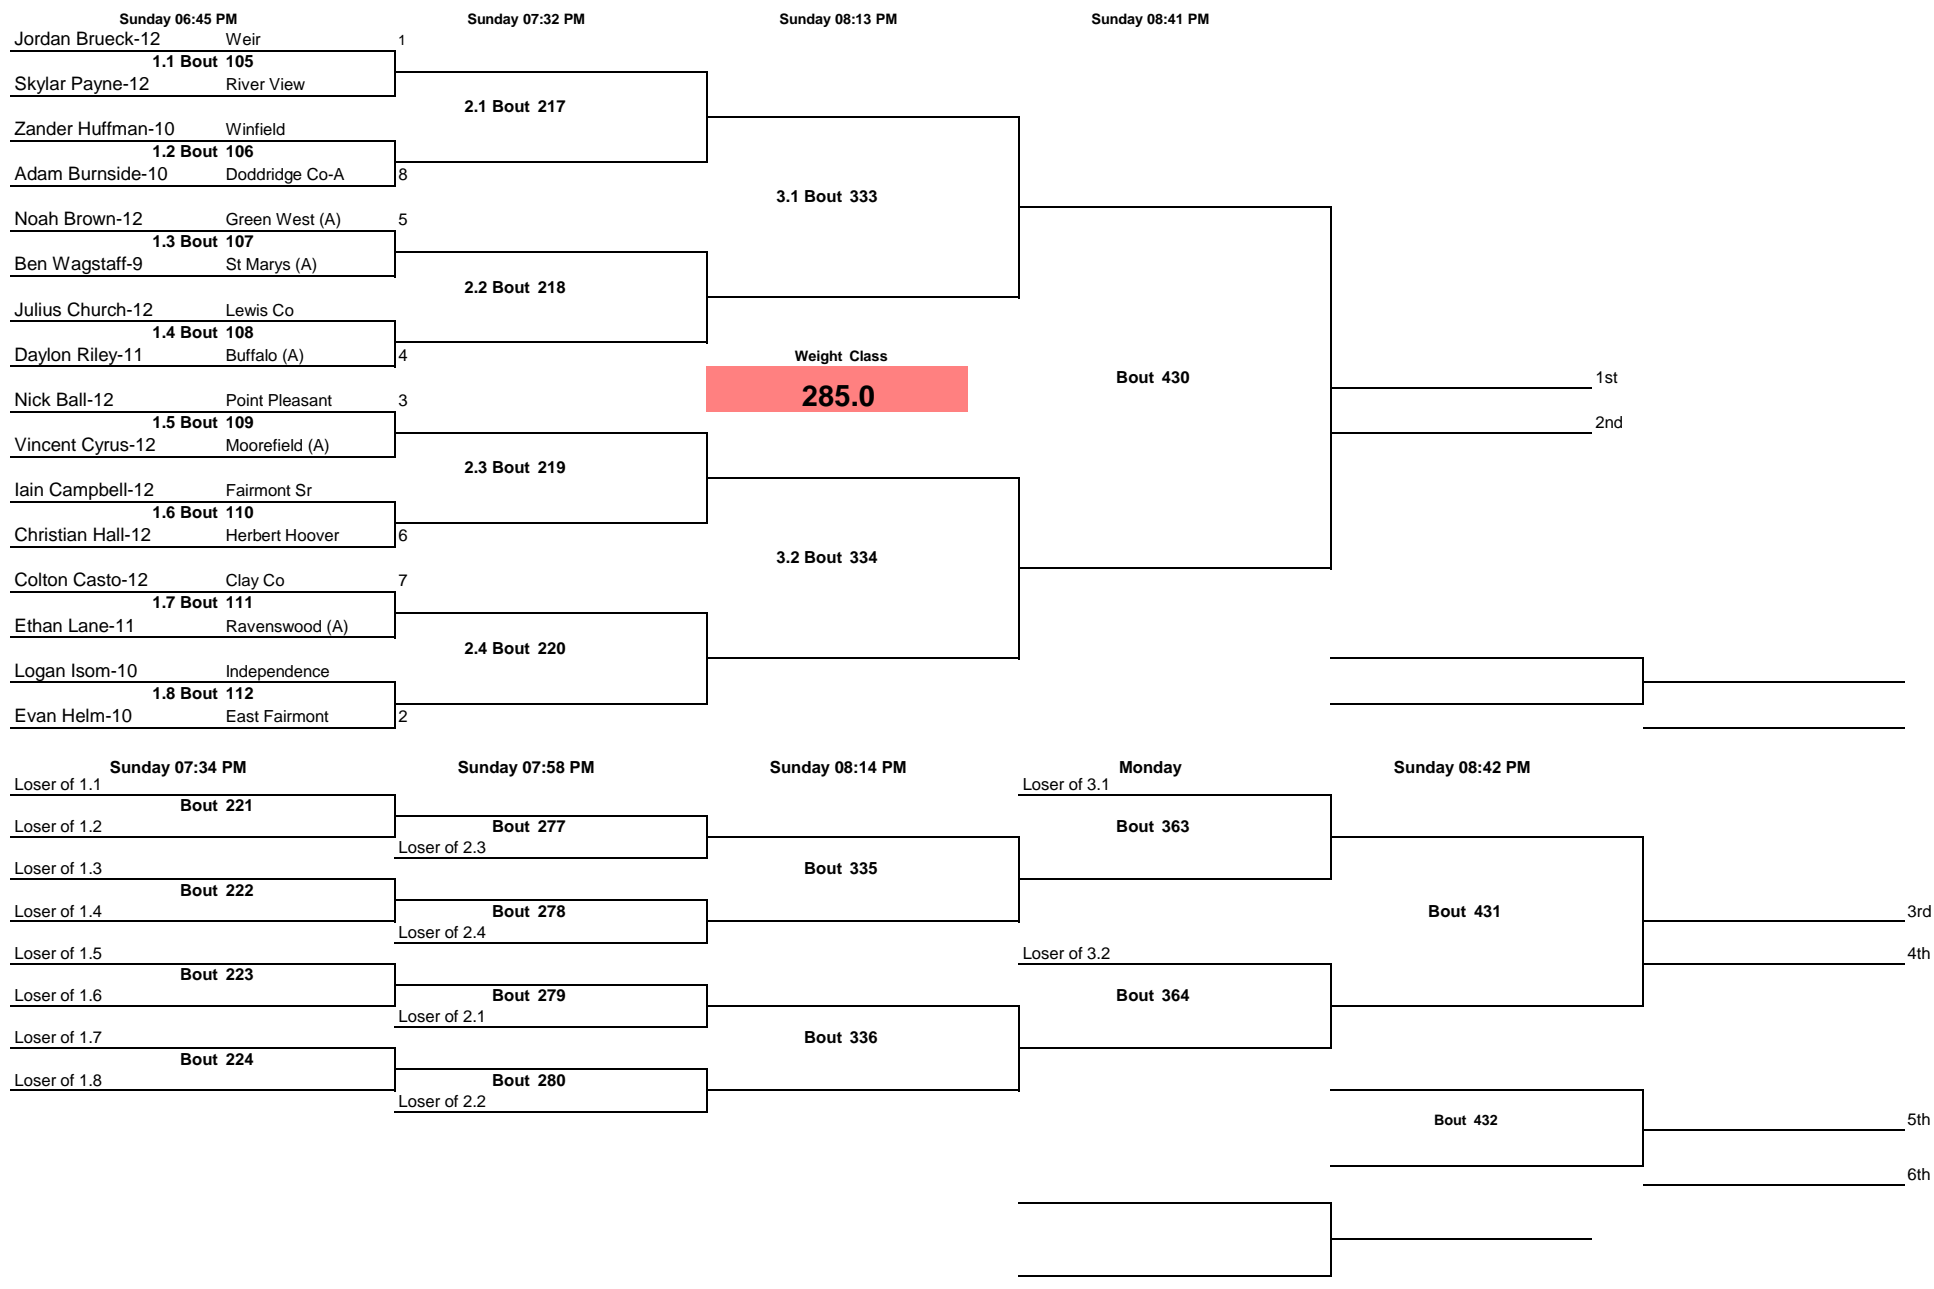 Sunday 06:45 PM Sunday 07:32 PM Sunday 08:13 PM Sunday 08:41 PM
Jordan Brueck-12 Weir 1
1.1 Bout 105
Skylar Payne-12 River View
2.1 Bout 217
Zander Huffman-10 Winfield
1.2 Bout 106
Adam Burnside-10 Doddridge Co-A 8
3.1 Bout 333
Noah Brown-12 Green West (A) 5
1.3 Bout 107
Ben Wagstaff-9 St Marys (A)
2.2 Bout 218
Julius Church-12 Lewis Co
1.4 Bout 108
Daylon Riley-11 Buffalo (A) 4 Weight Class
Bout 430 1st
285.0
Nick Ball-12 Point Pleasant 3
1.5 Bout 109 2nd
Vincent Cyrus-12 Moorefield (A)
2.3 Bout 219
Iain Campbell-12 Fairmont Sr
1.6 Bout 110
Christian Hall-12 Herbert Hoover 6
3.2 Bout 334
Colton Casto-12 Clay Co 7
1.7 Bout 111
Ethan Lane-11 Ravenswood (A)
2.4 Bout 220
Logan Isom-10 Independence
1.8 Bout 112
Evan Helm-10 East Fairmont 2
Sunday 07:34 PM Sunday 07:58 PM Sunday 08:14 PM Monday Sunday 08:42 PM
Loser of 1.1 Loser of 3.1
Bout 221
Loser of 1.2 Bout 277 Bout 363
Loser of 2.3
Loser of 1.3 Bout 335
Bout 222
Loser of 1.4 Bout 278 Bout 431 3rd
Loser of 2.4
Loser of 1.5 Loser of 3.2 4th
Bout 223
Loser of 1.6 Bout 279 Bout 364
Loser of 2.1
Loser of 1.7 Bout 336
Bout 224
Loser of 1.8 Bout 280
Loser of 2.2
Bout 432 5th
6th